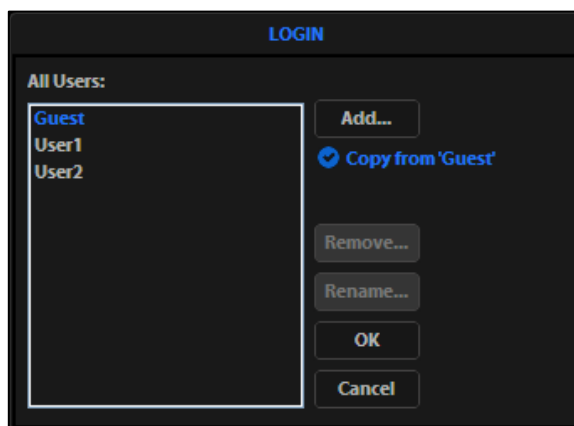 LOGIN
All Users:
Guest
User1
User2
Add...
Copy from 'Guest'
Remove...
Rename...
OK
Cancel